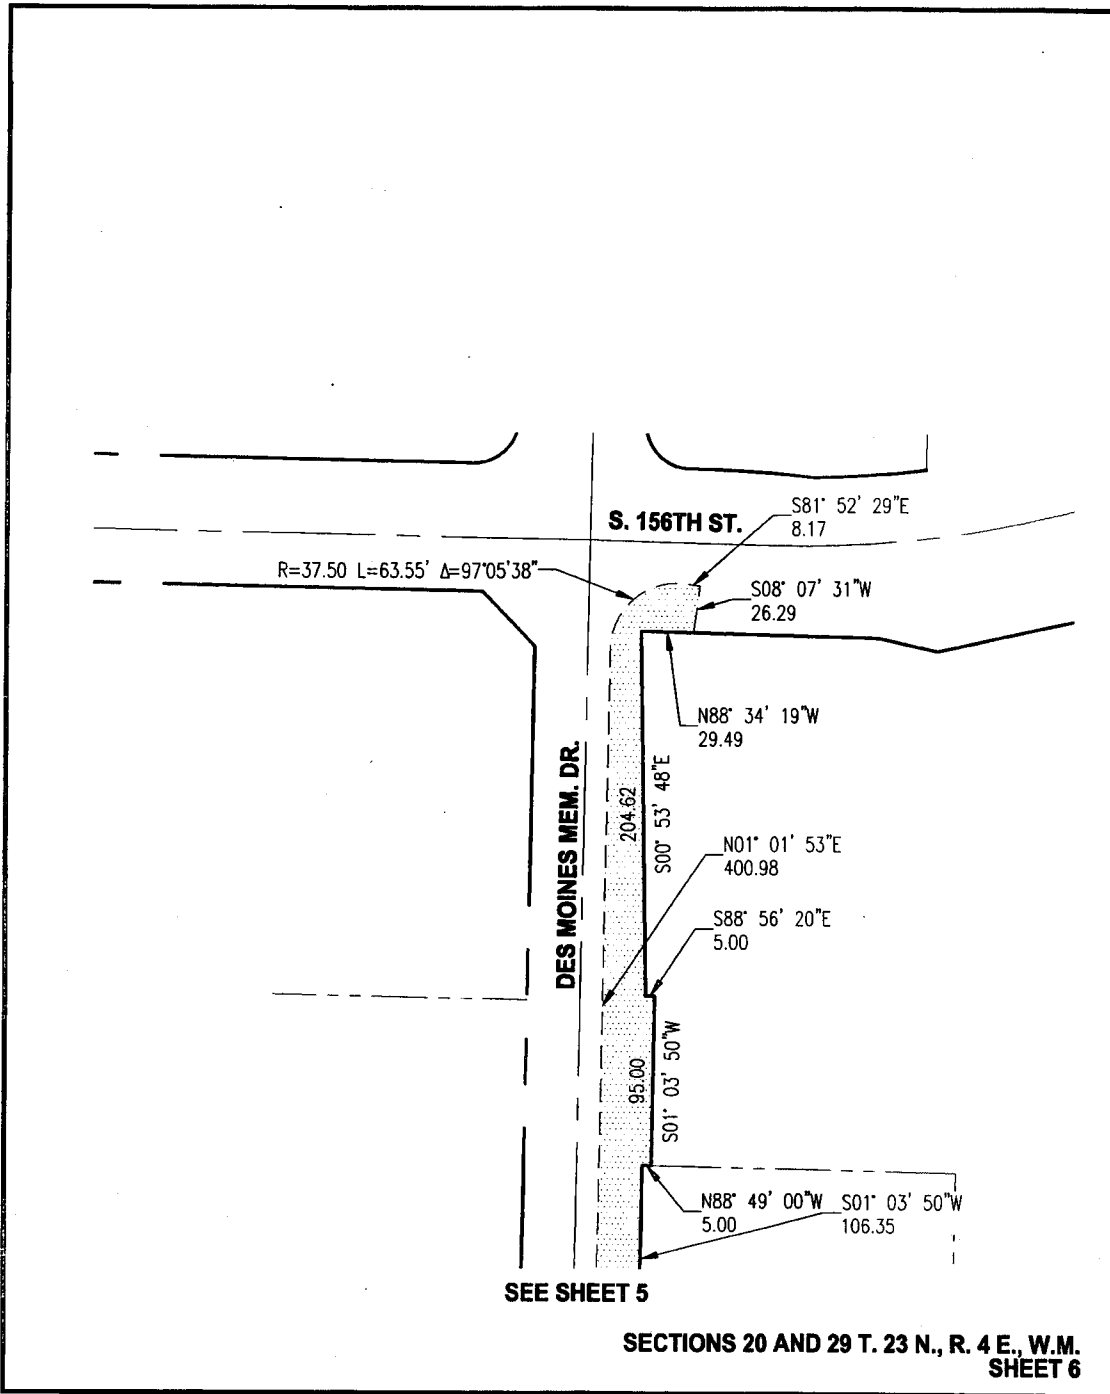 S. 156TH ST.
S81° 52' 29"E
8.17
R=37.50 L=63.55' Δ=97°05'38"
S08° 07' 31"W
26.29
N88° 34' 19"W
29.49
DES MOINES MEM. DR.
204.62
S00° 53' 48"E
N01° 01' 53"E
400.98
S88° 56' 20"E
5.00
95.00
S01° 03' 50"W
N88° 49' 00"W
5.00
S01° 03' 50"W
106.35
SEE SHEET 5
SECTIONS 20 AND 29 T. 23 N., R. 4 E., W.M.
SHEET 6